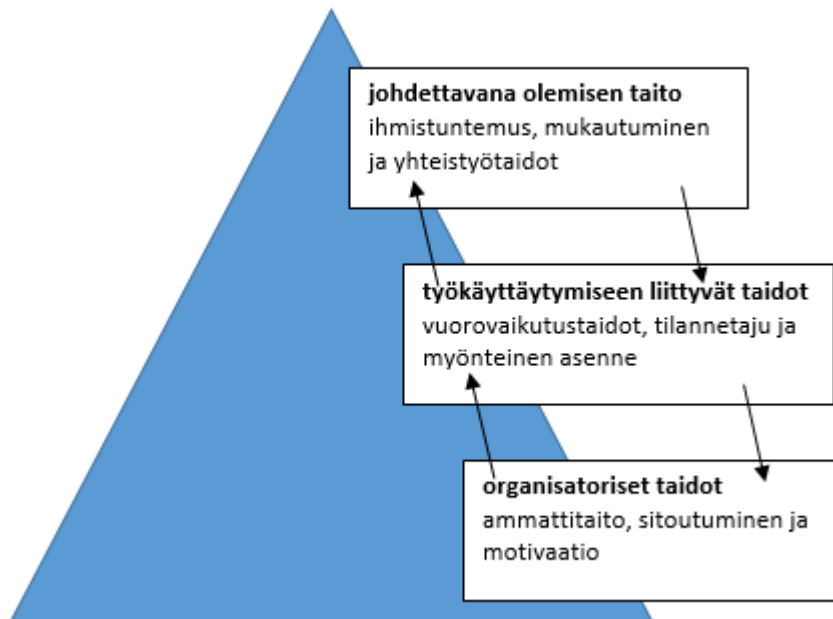 johdettavana olemisen taito
ihmistuntemus, mukautuminen
ja yhteistyötaidot
työkäyttäytymiseen liittyvät taidot
vuorovaikutustaidot, tilannetaju ja
myönteinen asenne
organisatoriset taidot
ammattitaito, sitoutuminen ja
motivaatio